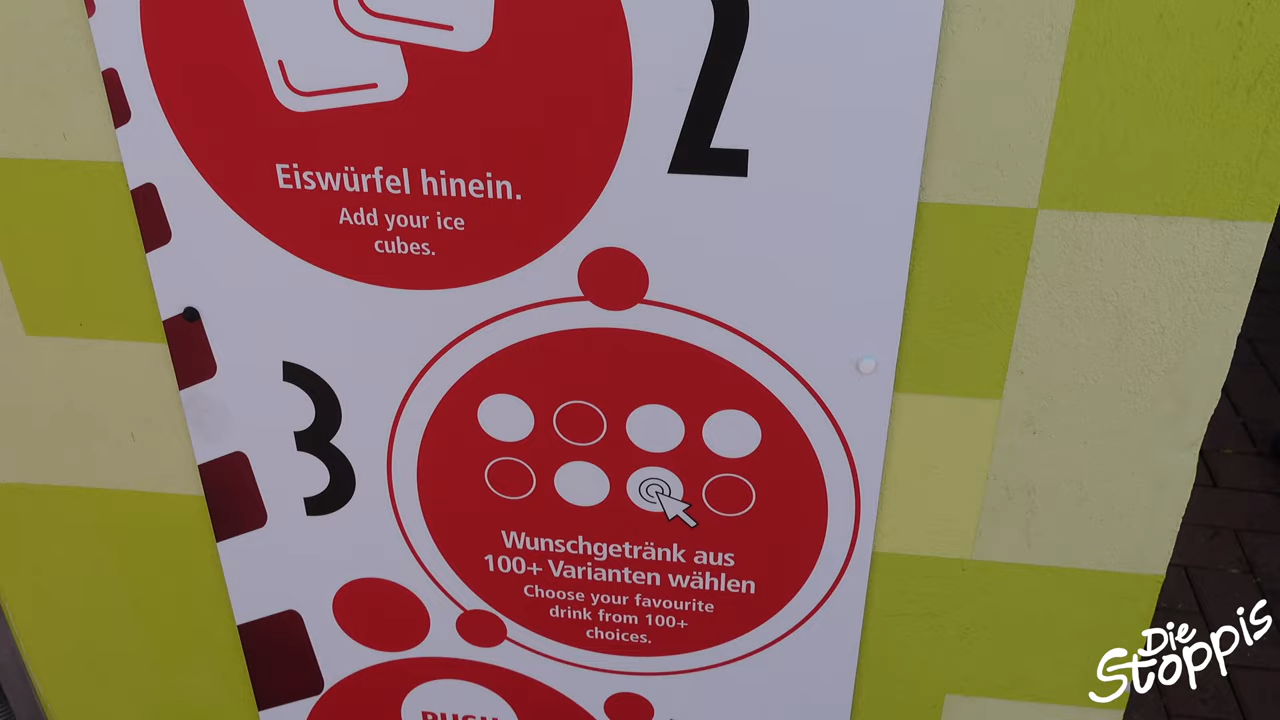 2
Eiswürfel hinein.
Add your ice
cubes.
3
Wunschgetränk aus
100+ Varianten wählen
Choose your favourite
drink from 100+
choices.
PUSH
Die
Stoppis